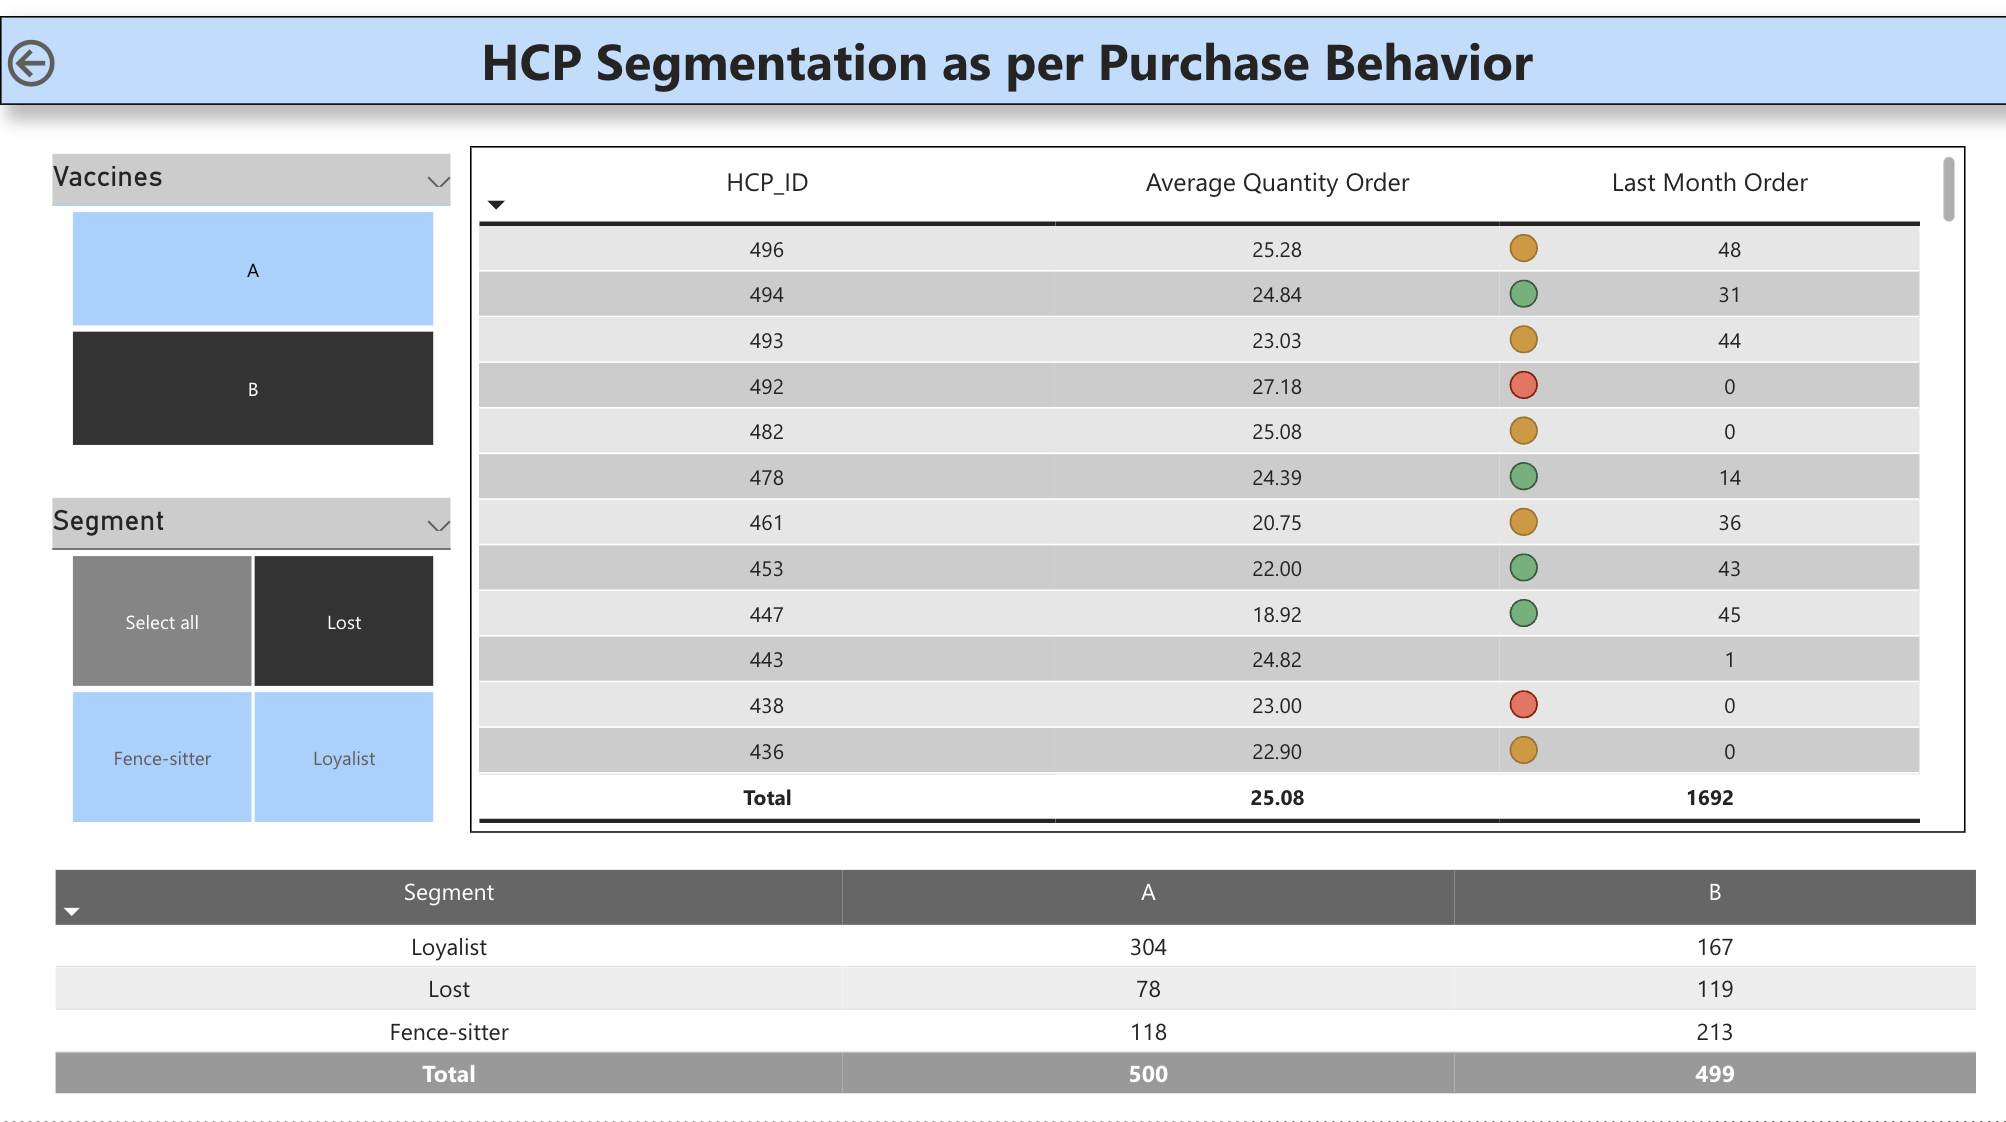 HCP Segmentation as per Purchase Behavior
Vaccines
A
B
Segment
Select all Lost
Fence-sitter Loyalist
HCP_ID Average Quantity Order Last Month Order
496 25.28 48
494 24.84 31
493 23.03 44
492 27.18 0
482 25.08 0
478 24.39 14
461 20.75 36
453 22.00 43
447 18.92 45
443 24.82 1
438 23.00 0
436 22.90 0
Total 25.08 1692
Segment A B
Loyalist 304 167
Lost 78 119
Fence-sitter 118 213
Total 500 499